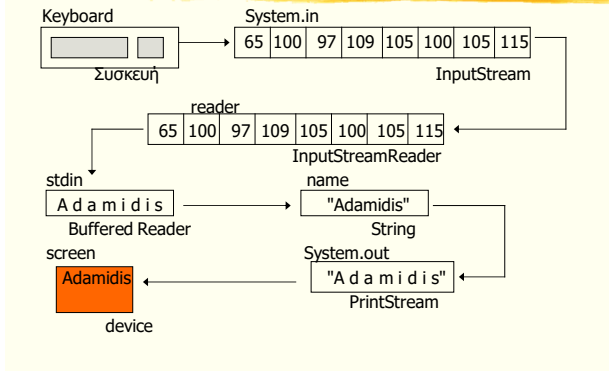 Keyboard System.in
65 100 97 109 105 100 105 115
Συσκευή InputStream
reader
65 100 97 109 105 100 105 115
InputStreamReader
stdin name
A d a m i d i s "Adamidis"
Buffered Reader String
screen System.out
Adamidis "A d a m i d i s"
PrintStream
device